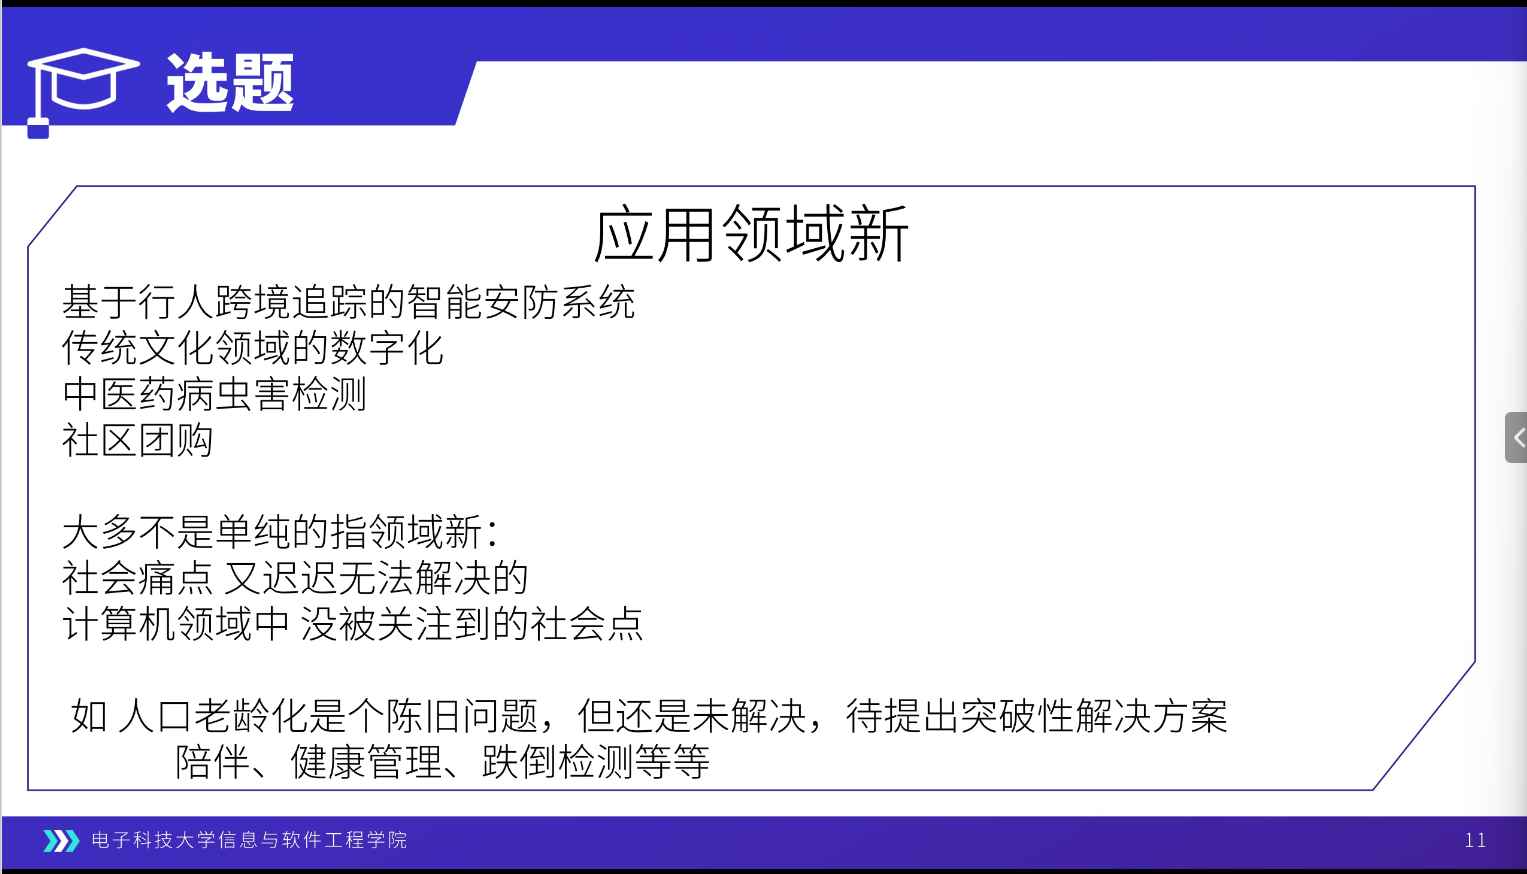 选题
应用领域新
基于行人跨境追踪的智能安防系统
传统文化领域的数字化
中医药病虫害检测
社区团购
大多不是单纯的指领域新：
社会痛点 又迟迟无法解决的
计算机领域中 没被关注到的社会点
如 人口老龄化是个陈旧问题，但还是未解决，待提出突破性解决方案
陪伴、健康管理、跌倒检测等等
电子科技大学信息与软件工程学院
11